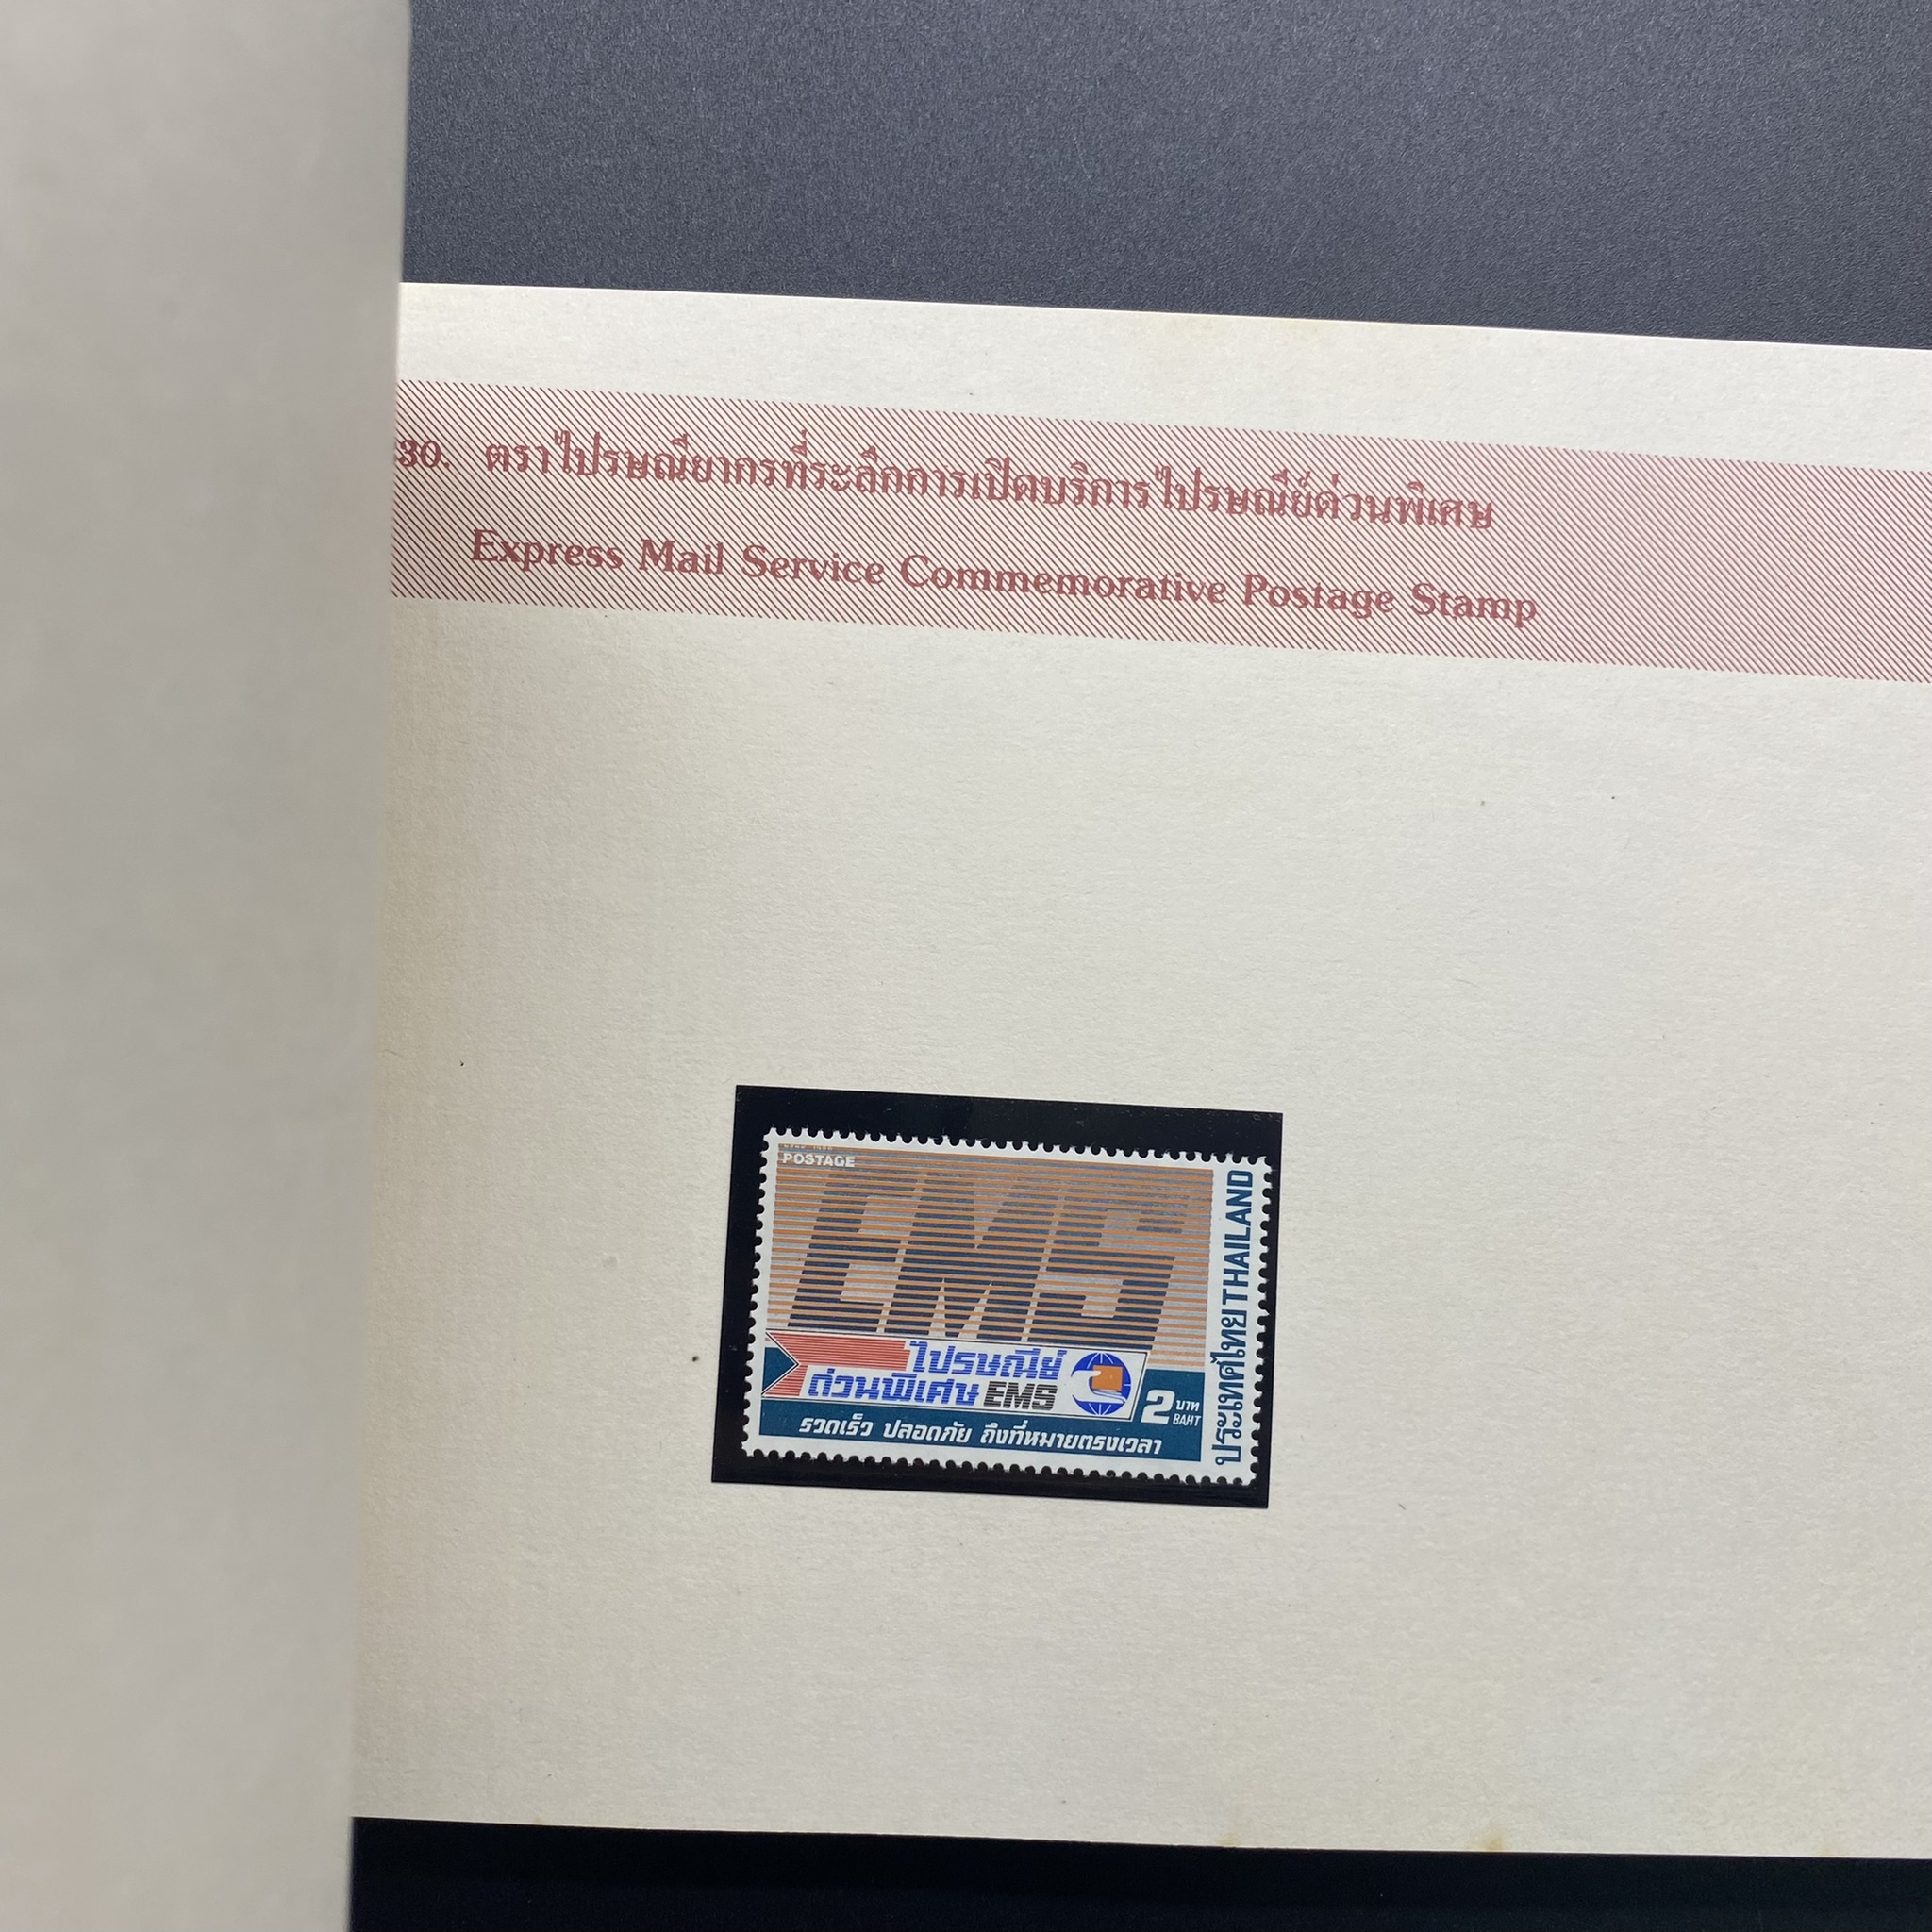 30. ตราไปรษณียากรที่ระลึกการเปิดบริการไปรษณีย์ด่วนพิเศษ
Express Mail Service Commemorative Postage Stamp
POSTAGE
EMS
ไปรษณีย์
ด่วนพิเศษ EMS
2 บาท
BAHT
รวดเร็ว ปลอดภัย ถึงที่หมายตรงเวลา
ประเทศไทย THAILAND